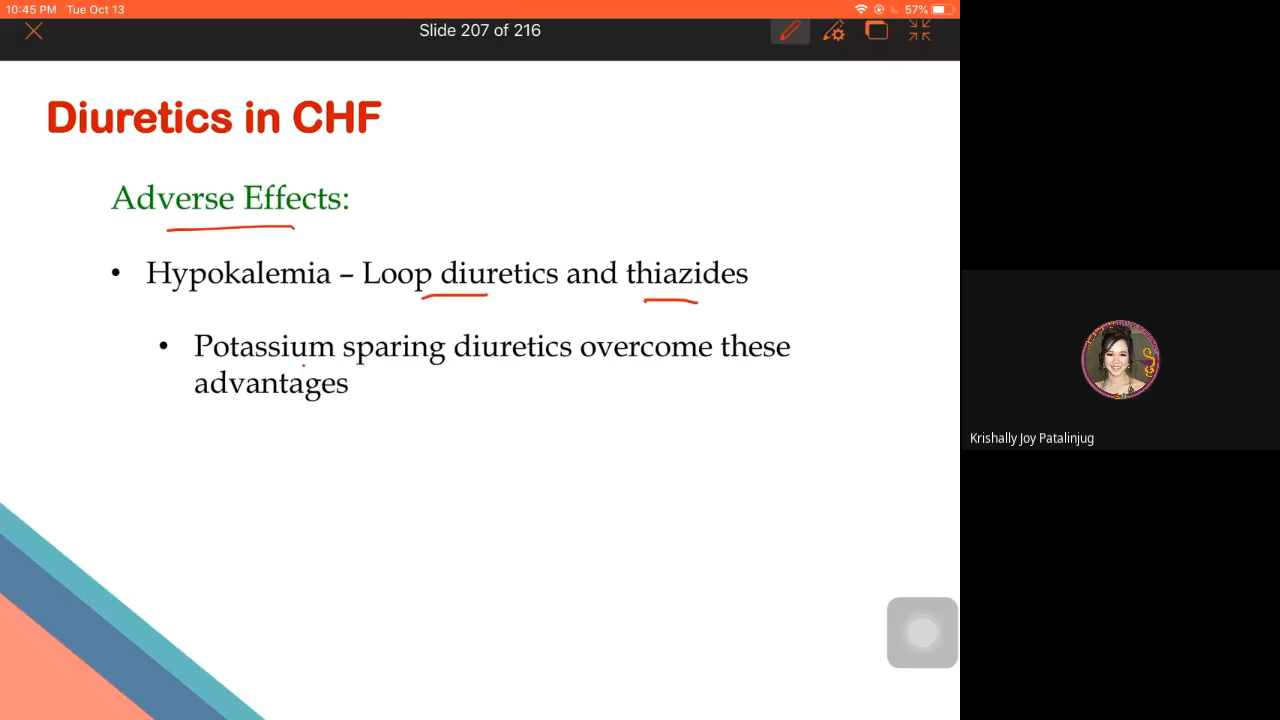 10:45 PM Tue Oct 13
57%
Slide 207 of 216
Diuretics in CHF
Adverse Effects:
• Hypokalemia – Loop diuretics and thiazides
• Potassium sparing diuretics overcome these
advantages
Krishally Joy Patalinjug